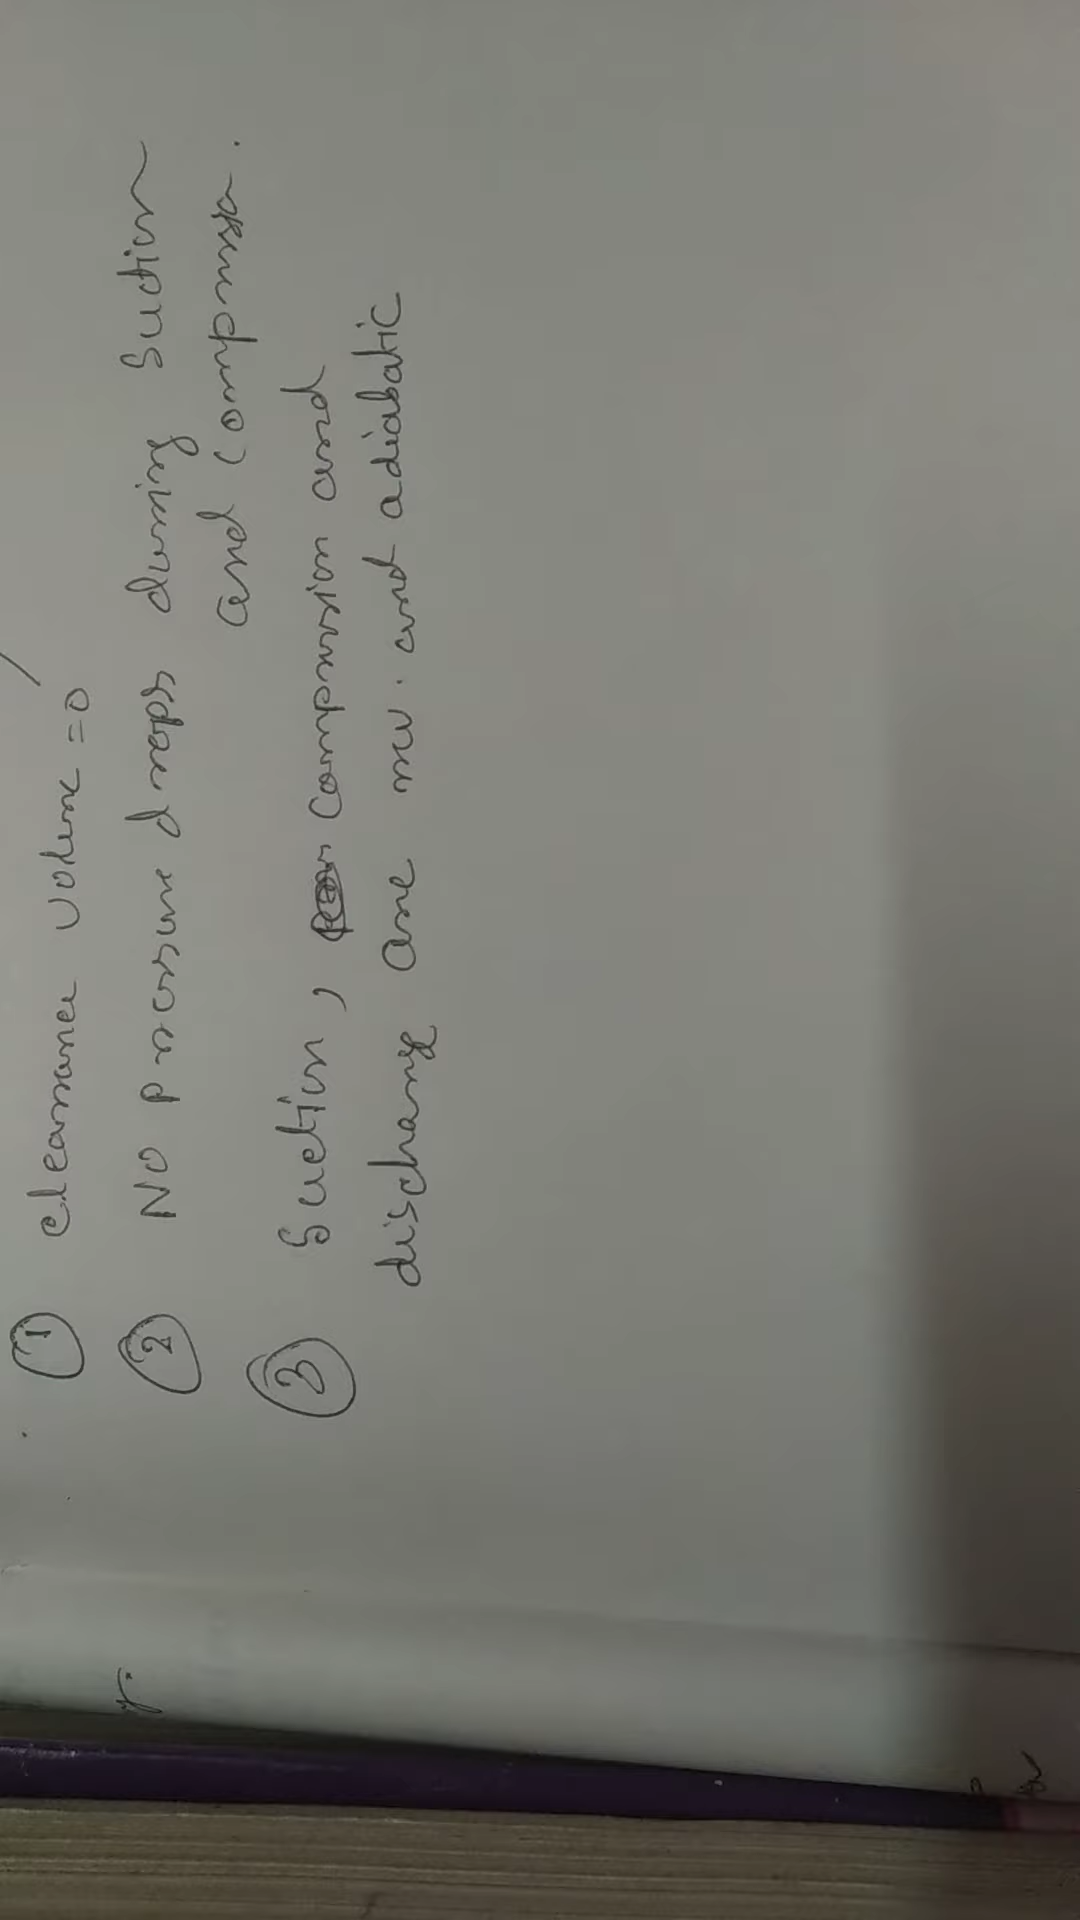 ① clearance volume = 0
② NO pressure drops during suction
and compressor.
③ suction, compression and
discharge are rev. and adiabatic